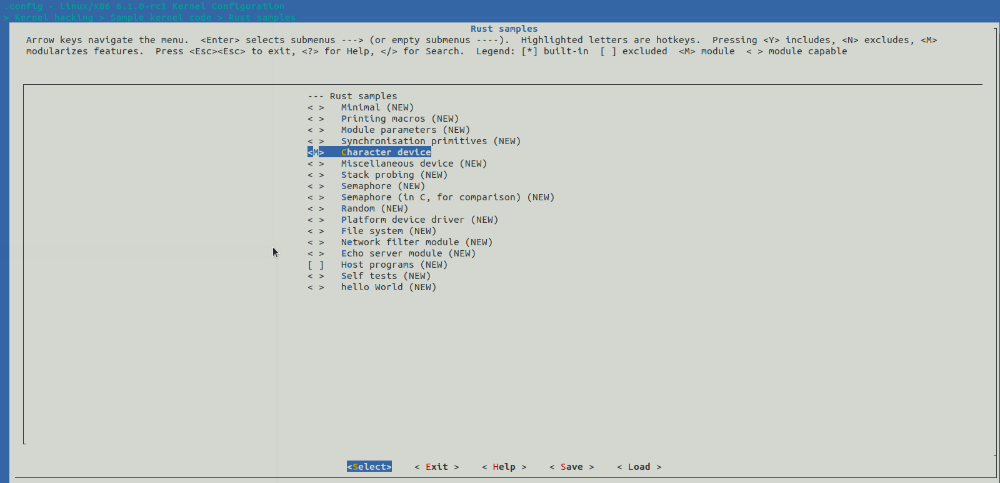 .config - Linux/x86 6.1.0-rc1 Kernel Configuration
> Kernel hacking > Sample kernel code > Rust samples
Rust samples
Arrow keys navigate the menu.  <Enter> selects submenus ---> (or empty submenus ----).  Highlighted letters are hotkeys.  Pressing <Y> includes, <N> excludes, <M>
modularizes features.  Press <Esc><Esc> to exit, <?> for Help, </> for Search.  Legend: [*] built-in  [ ] excluded  <M> module  < > module capable
--- Rust samples
< >   Minimal (NEW)
< >   Printing macros (NEW)
< >   Module parameters (NEW)
< >   Synchronisation primitives (NEW)
<M>   Character device
< >   Miscellaneous device (NEW)
< >   Stack probing (NEW)
< >   Semaphore (NEW)
< >   Semaphore (in C, for comparison) (NEW)
< >   Random (NEW)
< >   Platform device driver (NEW)
< >   File system (NEW)
< >   Network filter module (NEW)
< >   Echo server module (NEW)
[ ]   Host programs (NEW)
< >   Self tests (NEW)
< >   hello World (NEW)
<Select>    < Exit >    < Help >    < Save >    < Load >